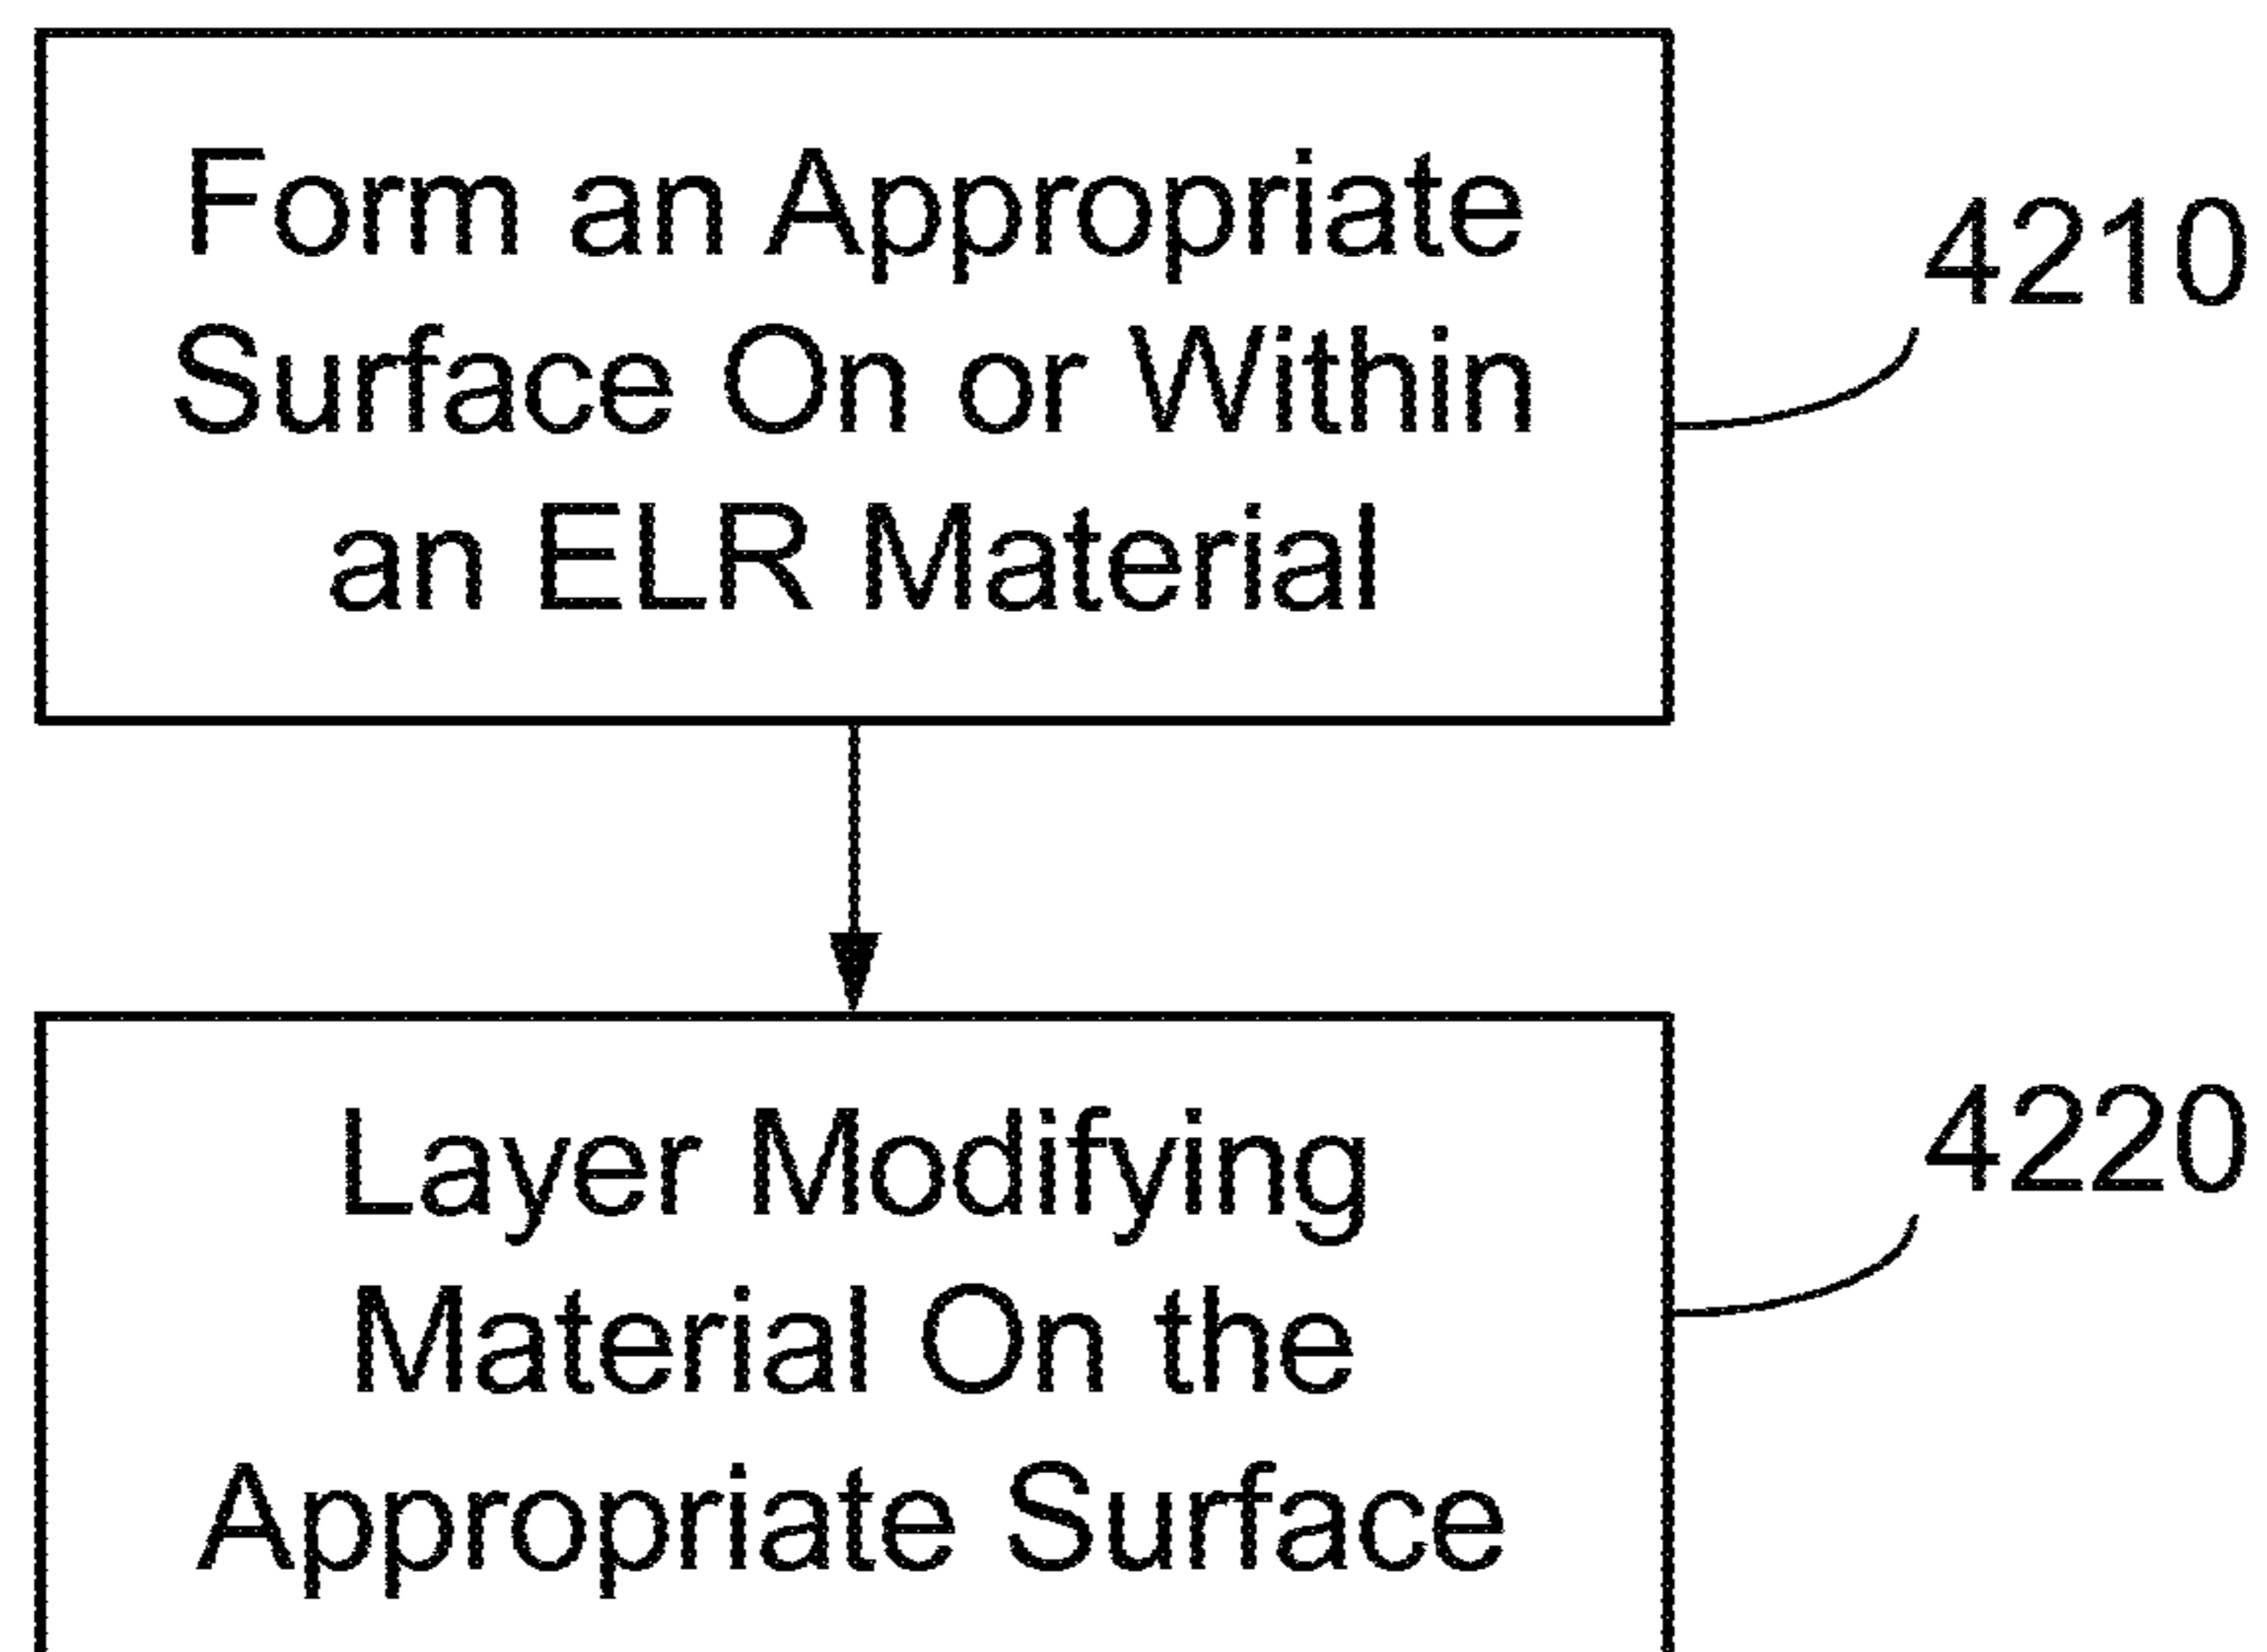 Form an Appropriate
Surface On or Within
an ELR Material
4210
Layer Modifying
Material On the
Appropriate Surface
4220